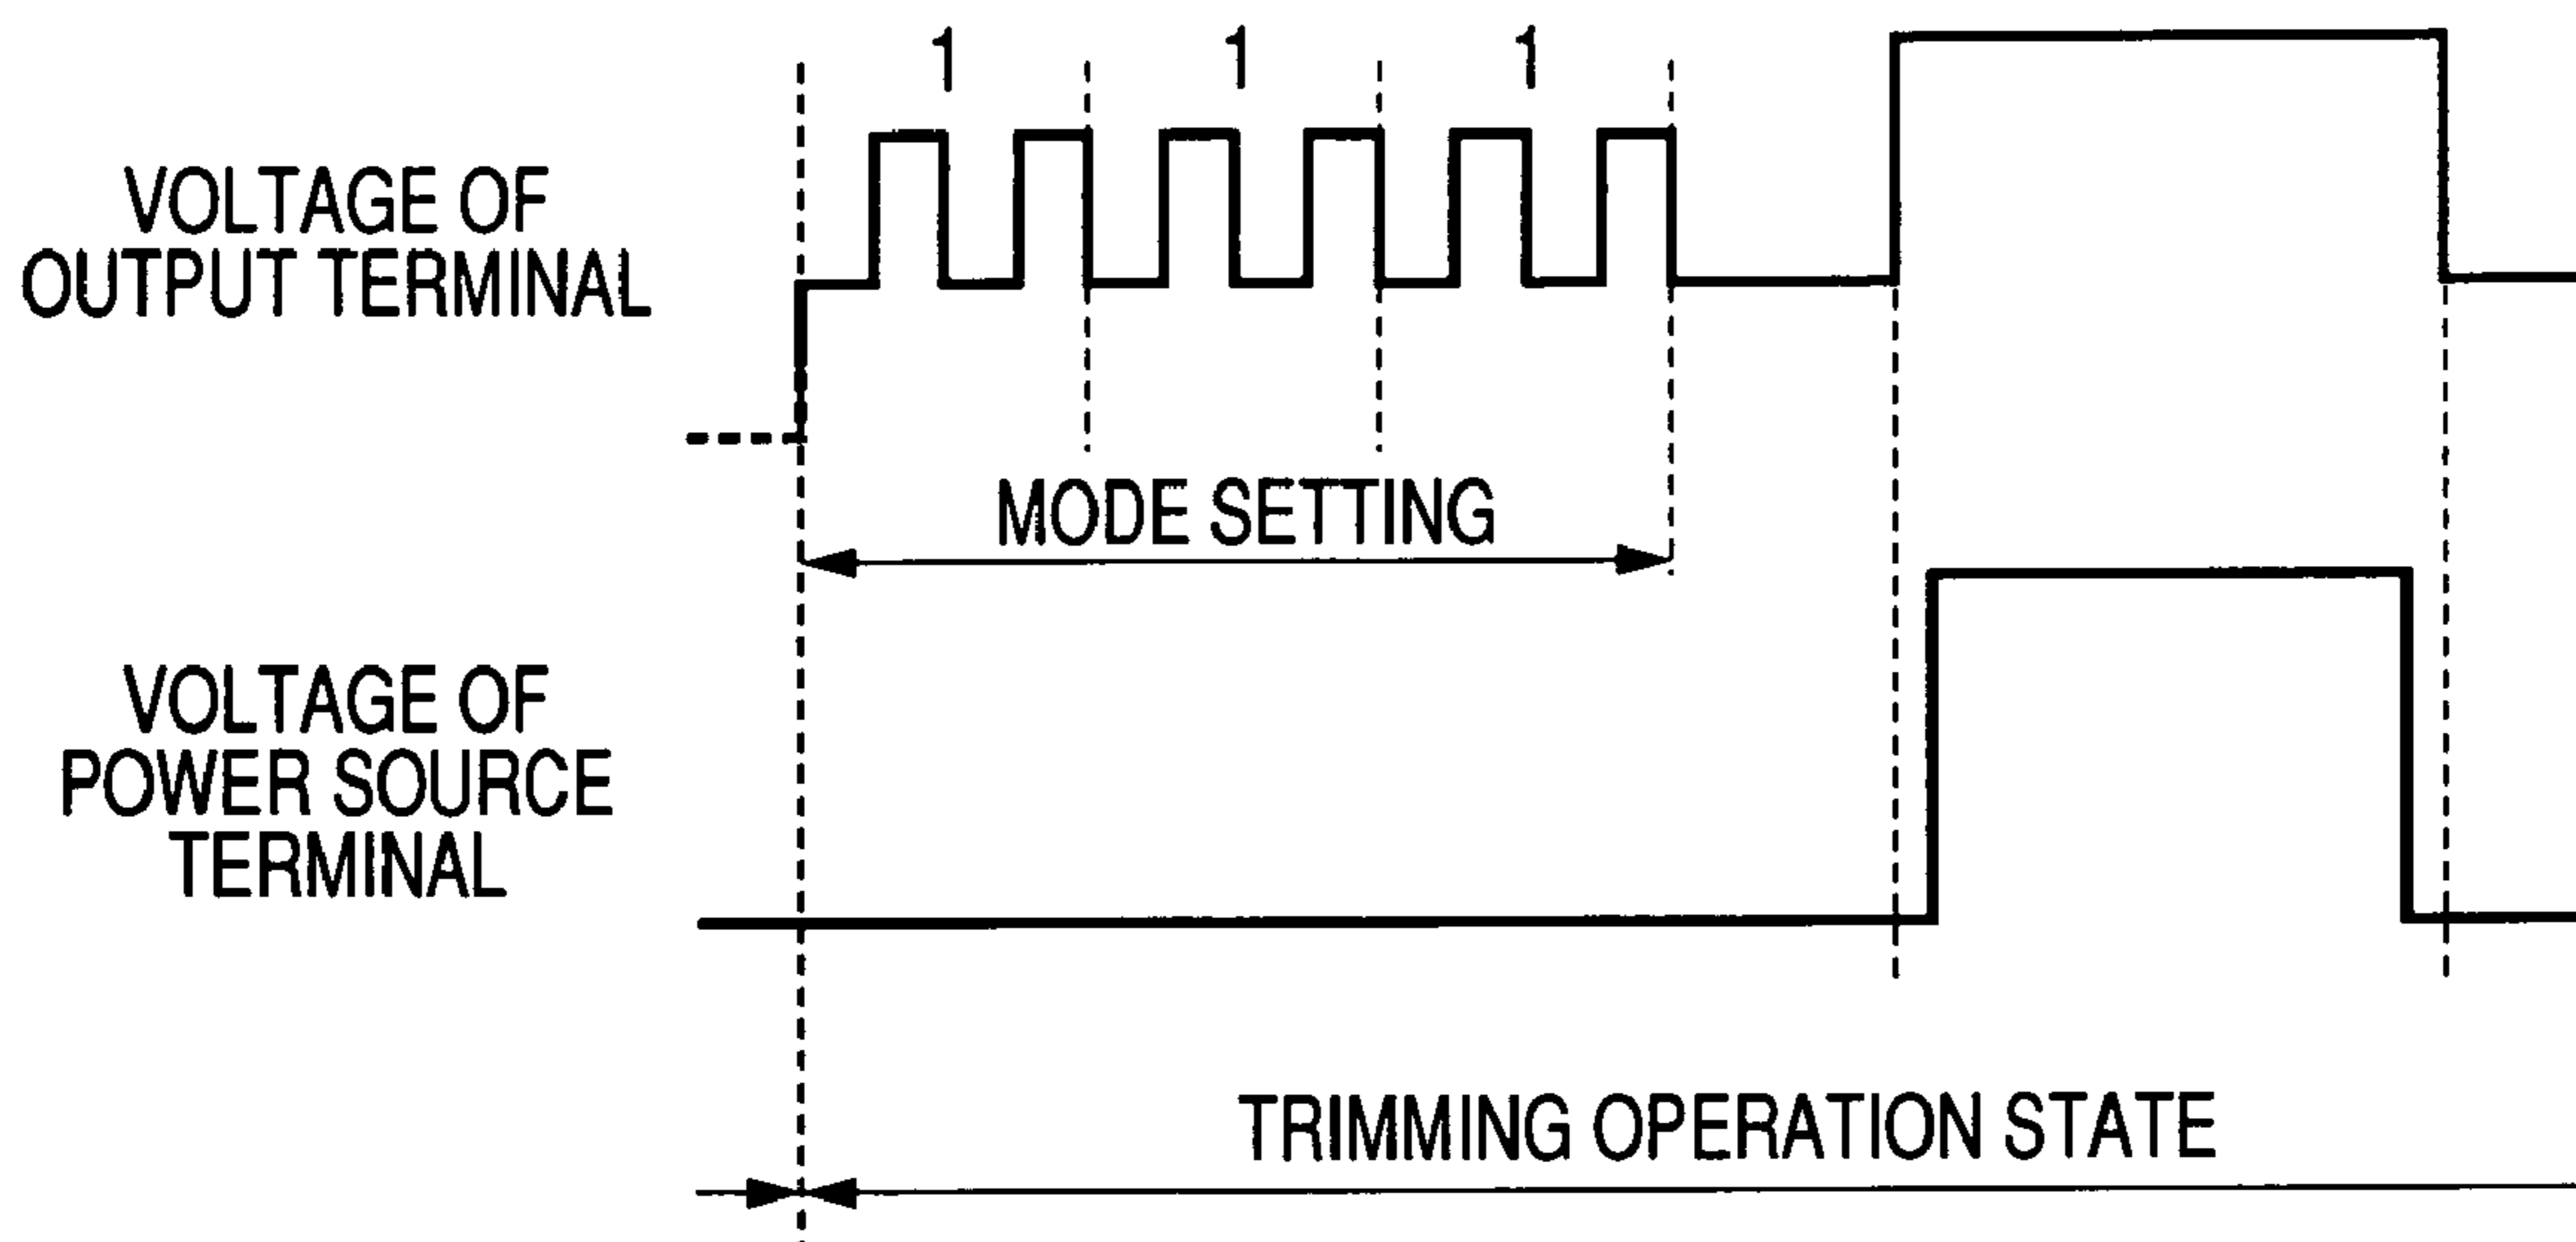 1 1 1
VOLTAGE OF
OUTPUT TERMINAL
MODE SETTING
VOLTAGE OF
POWER SOURCE
TERMINAL
TRIMMING OPERATION STATE